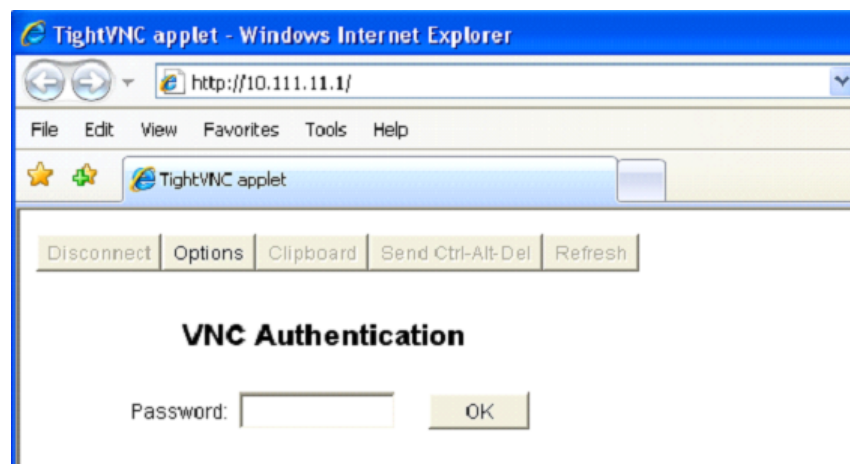 TightVNC applet - Windows Internet Explorer
http://10.111.11.1/
File Edit View Favorites Tools Help
TightVNC applet
Disconnect Options Clipboard Send Ctrl-Alt-Del Refresh
VNC Authentication
Password: OK